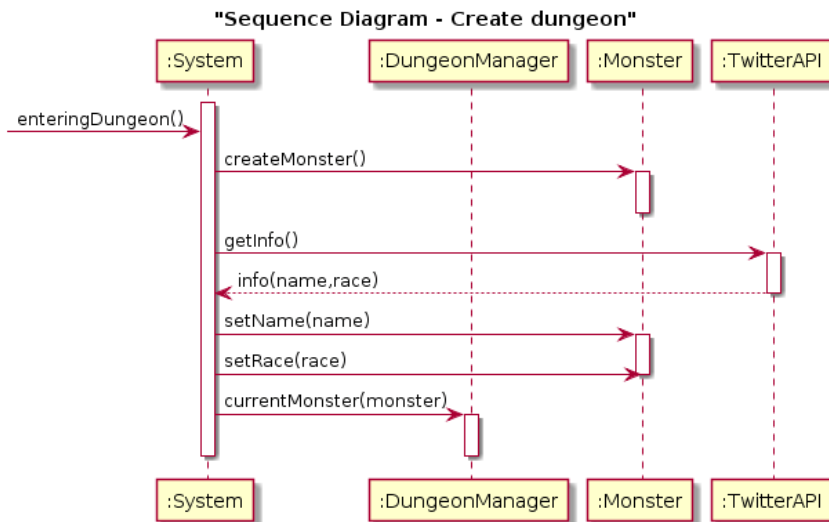 "Sequence Diagram - Create dungeon"
:System :DungeonManager :Monster :TwitterAPI
enteringDungeon()
createMonster()
getInfo()
info(name,race)
setName(name)
setRace(race)
currentMonster(monster)
:System :DungeonManager :Monster :TwitterAPI